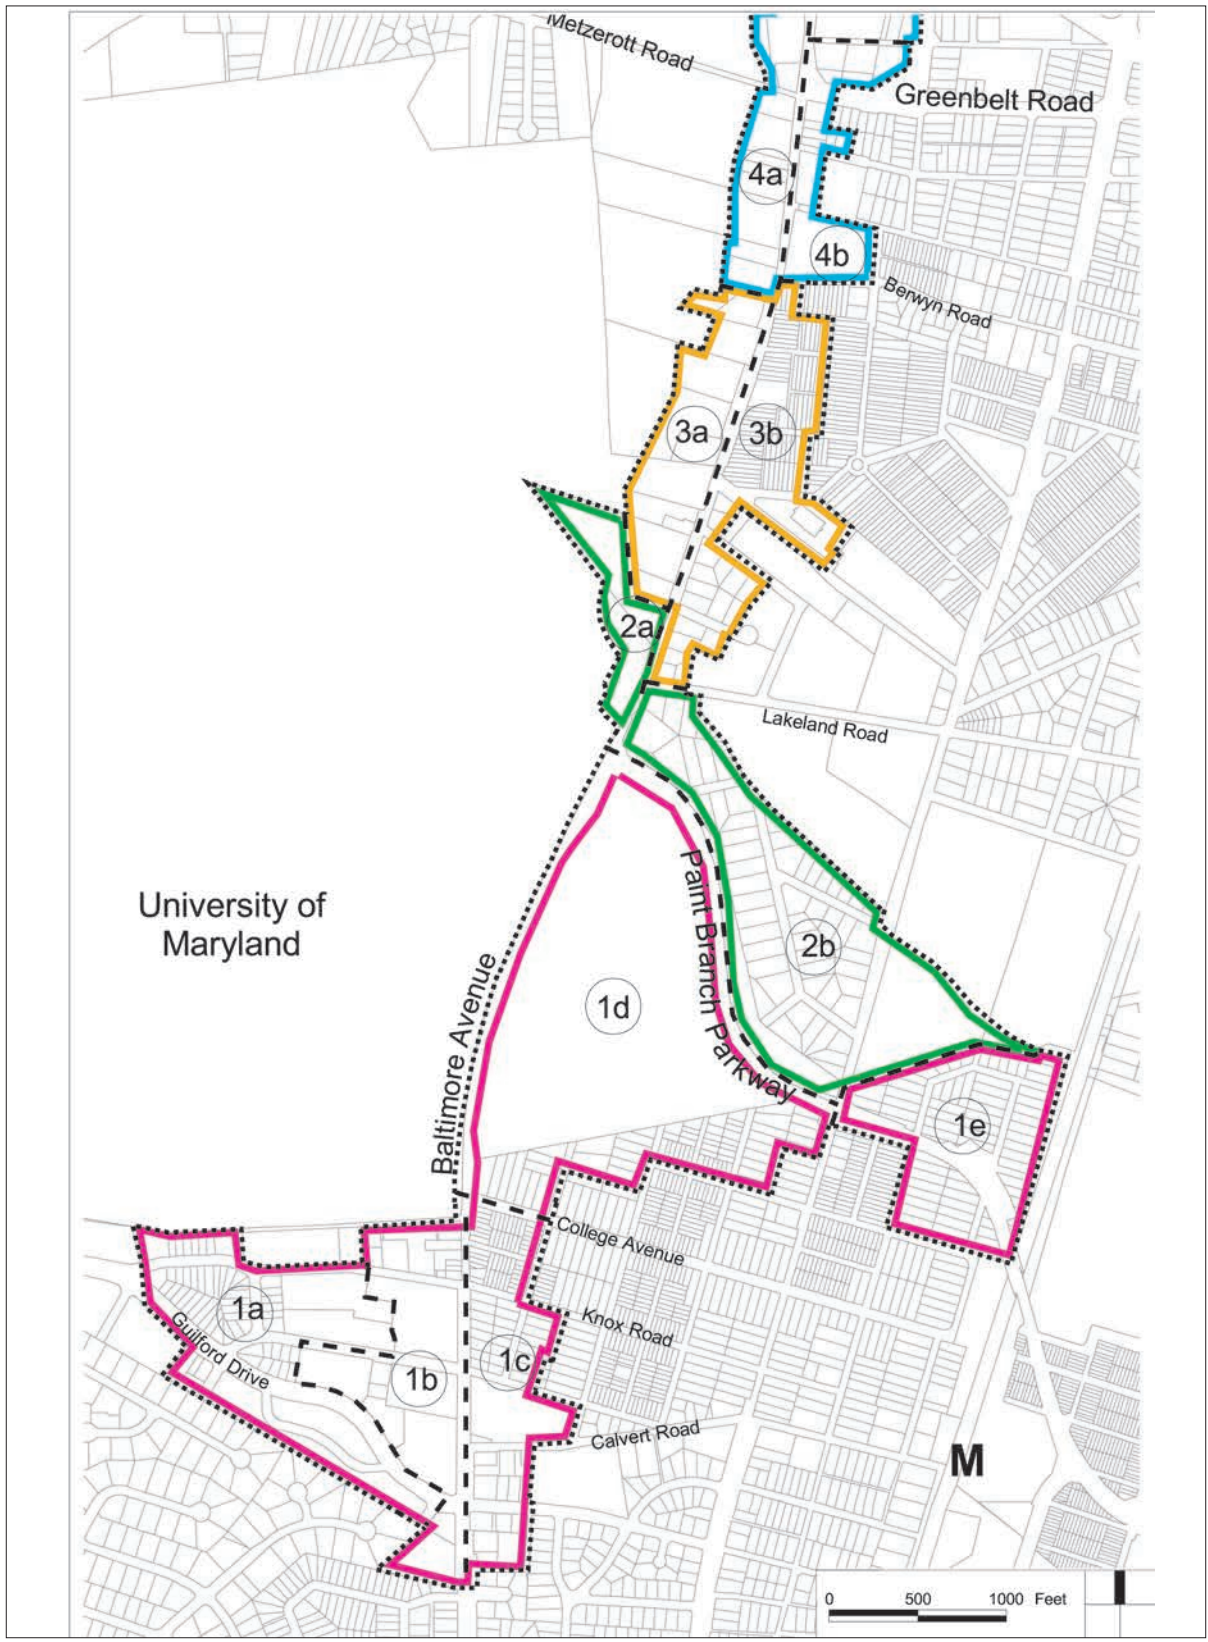 Metzerott Road
Greenbelt Road
4a
4b
Berwyn Road
3a
3b
2a
Lakeland Road
University of
Maryland
Paint Branch Parkway
2b
Baltimore Avenue
1d
1e
College Avenue
1a
Knox Road
Guilford Drive
1b
1c
Calvert Road
M
0 500 1000 Feet